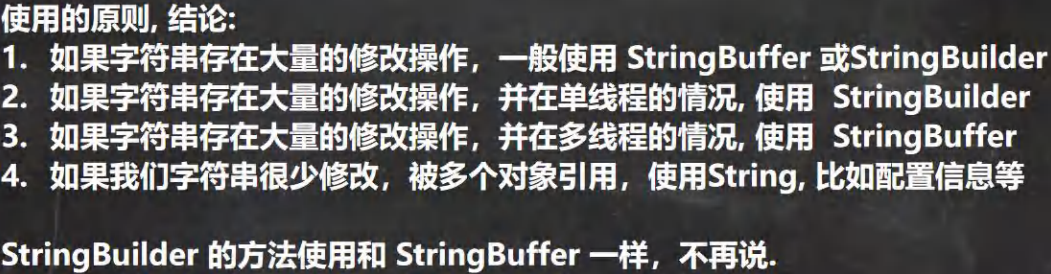 使用的原则, 结论:
1. 如果字符串存在大量的修改操作，一般使用 StringBuffer 或StringBuilder
2. 如果字符串存在大量的修改操作，并在单线程的情况, 使用 StringBuilder
3. 如果字符串存在大量的修改操作，并在多线程的情况, 使用 StringBuffer
4. 如果我们字符串很少修改，被多个对象引用，使用String, 比如配置信息等
StringBuilder 的方法使用和 StringBuffer 一样，不再说.